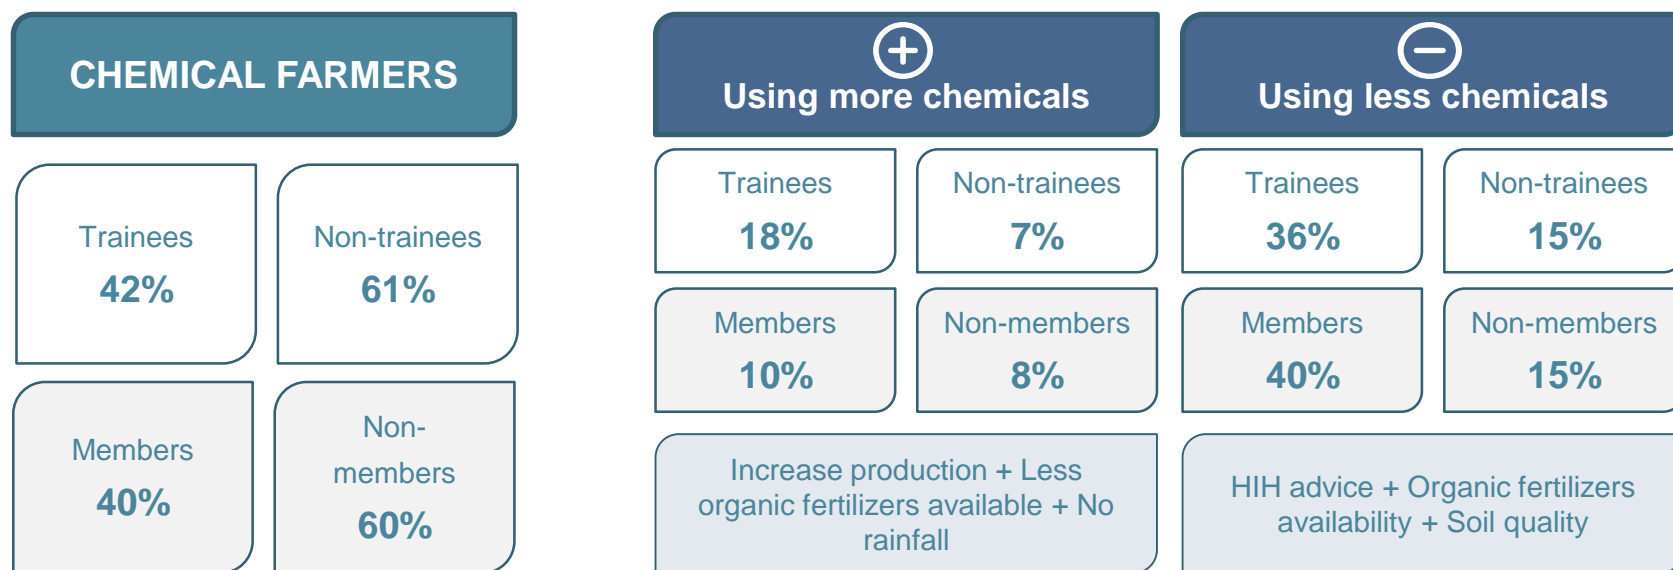 CHEMICAL FARMERS
Trainees
42%
Non-trainees
61%
Members
40%
Non-
members
60%
Using more chemicals
Trainees
18%
Non-trainees
7%
Members
10%
Non-members
8%
Increase production + Less
organic fertilizers available + No
rainfall
Using less chemicals
Trainees
36%
Non-trainees
15%
Members
40%
Non-members
15%
HIH advice + Organic fertilizers
availability + Soil quality